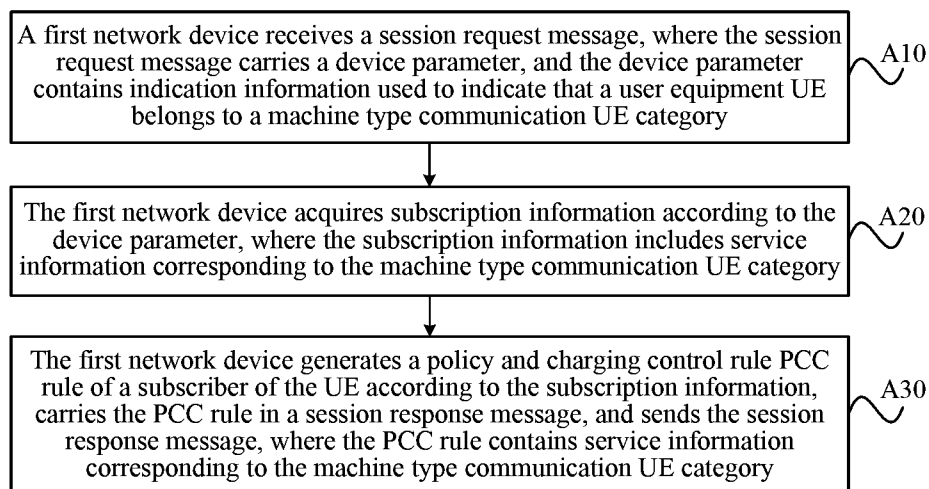 A first network device receives a session request message, where the session
request message carries a device parameter, and the device parameter
contains indication information used to indicate that a user equipment UE
belongs to a machine type communication UE category
A10
The first network device acquires subscription information according to the
device parameter, where the subscription information includes service
information corresponding to the machine type communication UE category
A20
The first network device generates a policy and charging control rule PCC
rule of a subscriber of the UE according to the subscription information,
carries the PCC rule in a session response message, and sends the session
response message, where the PCC rule contains service information
corresponding to the machine type communication UE category
A30